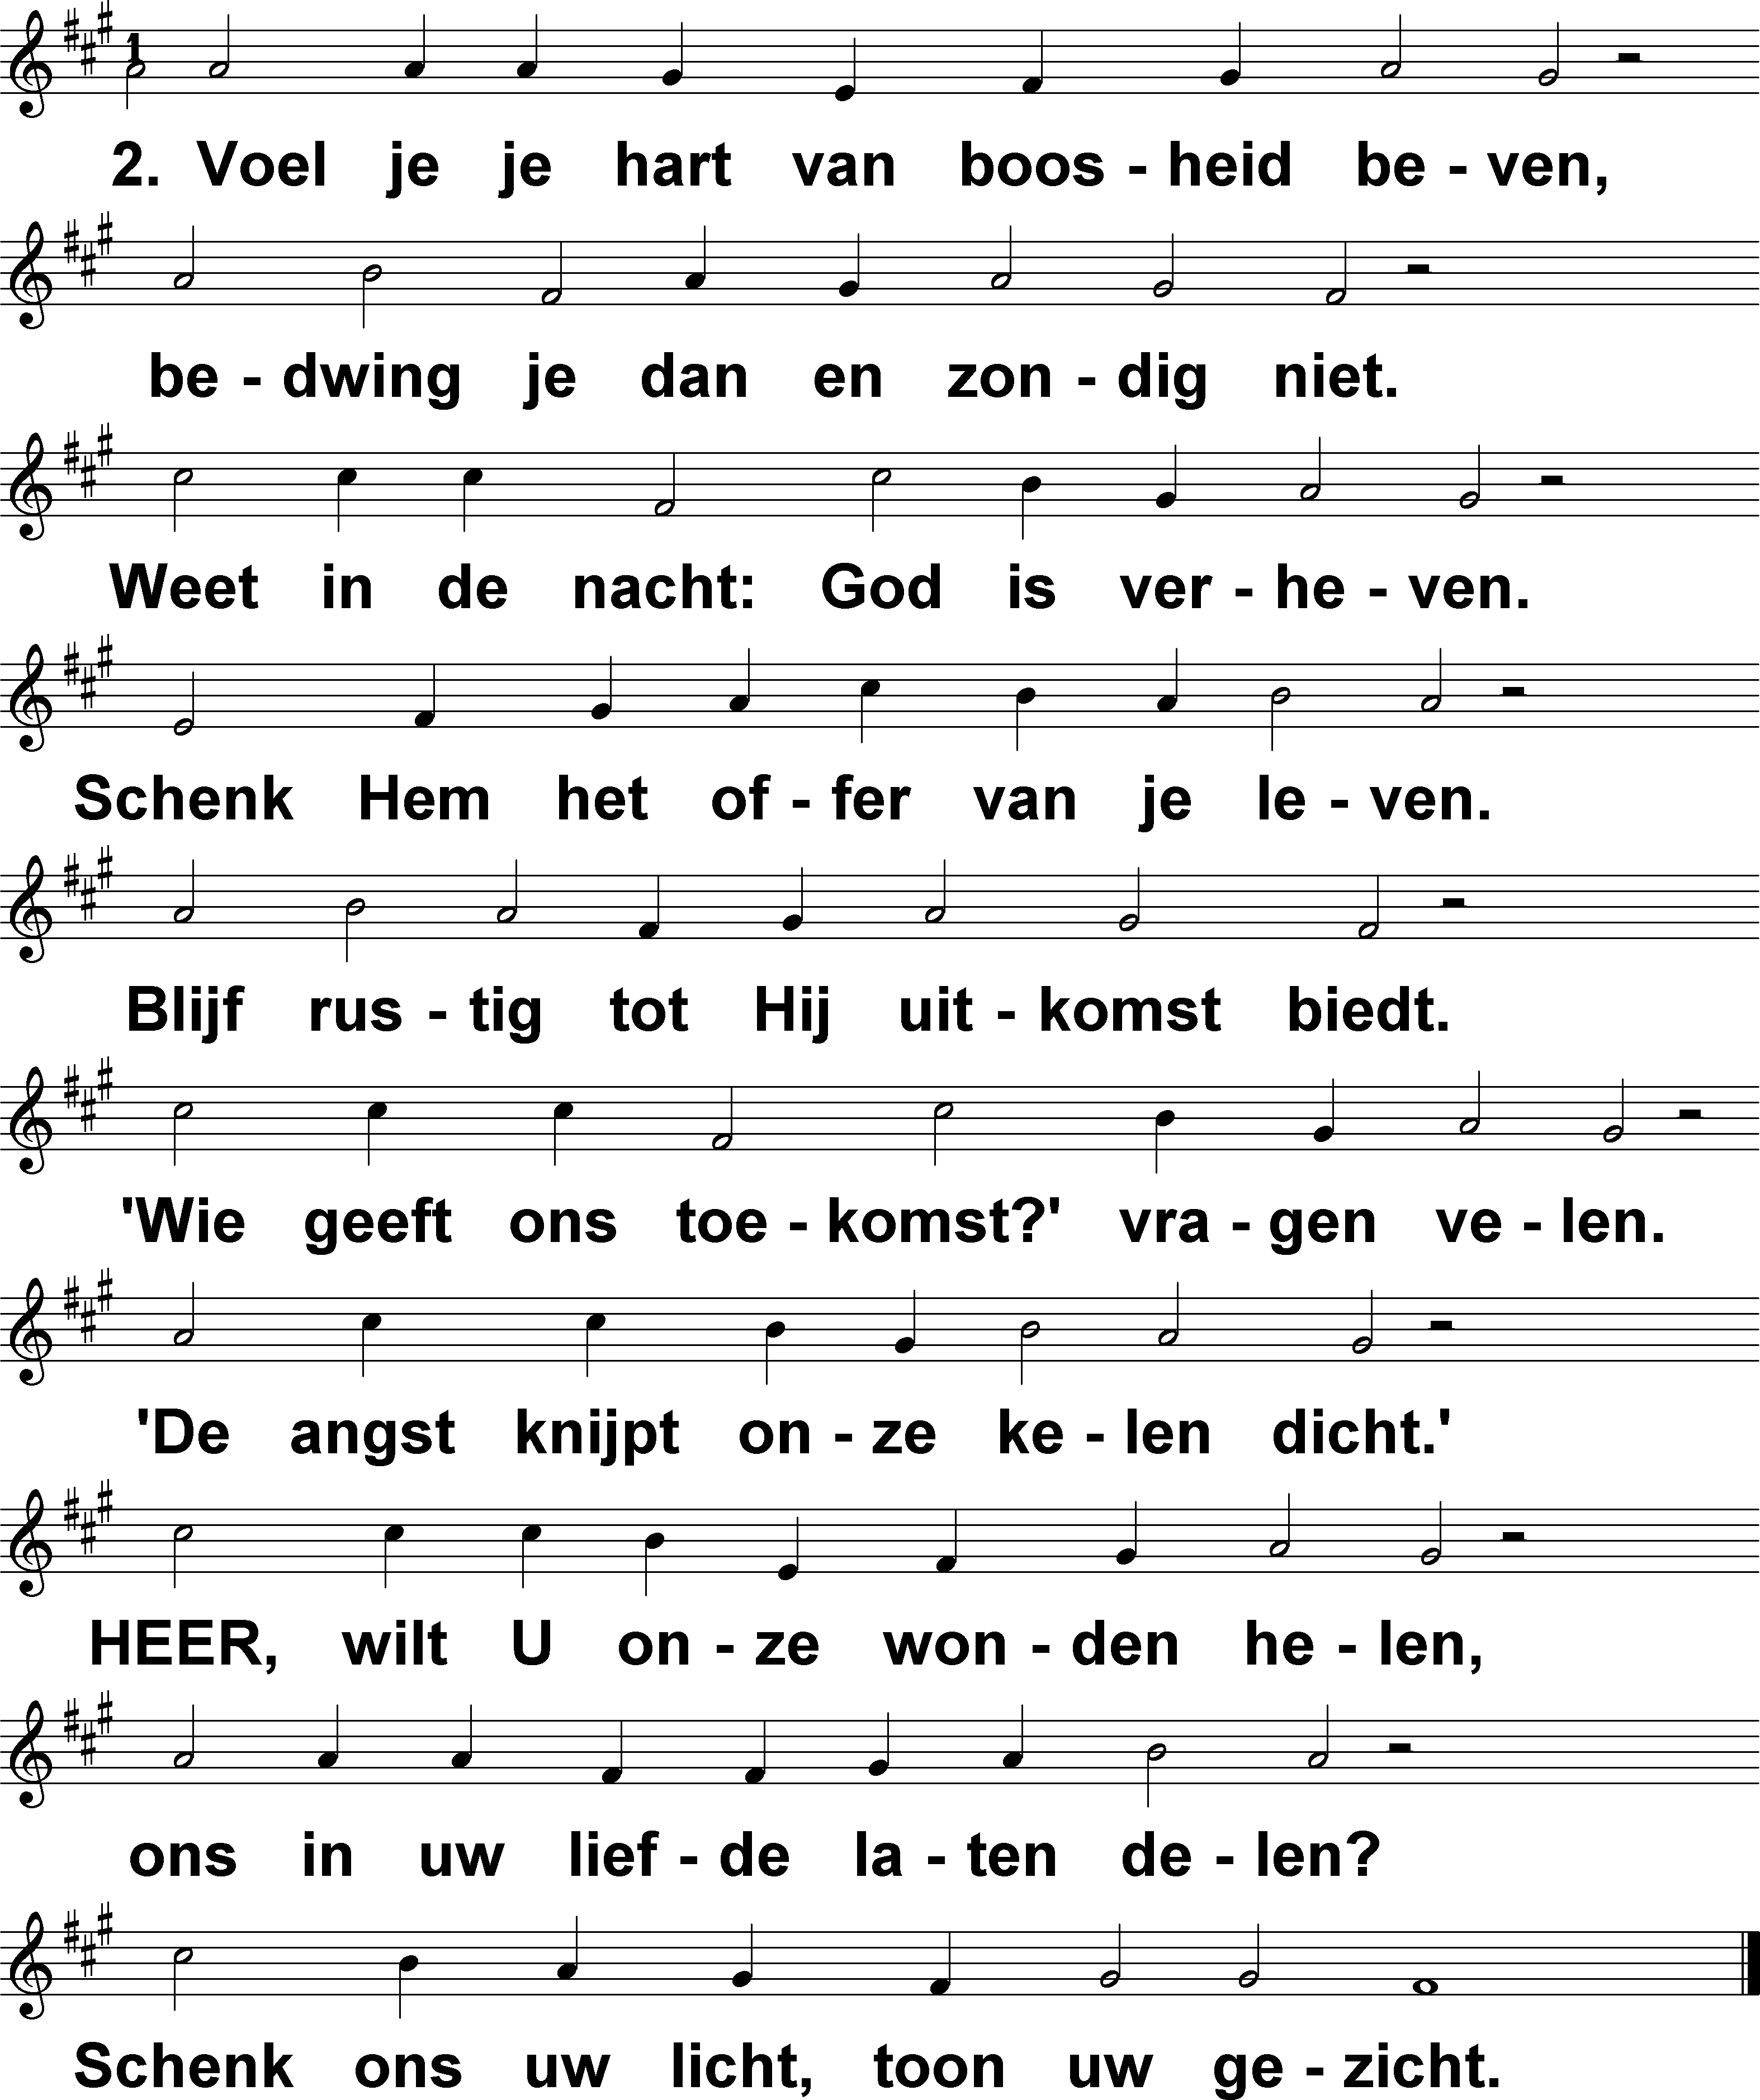 1
2. Voel je je hart van boos - heid be - ven,
be - dwing je dan en zon - dig niet.
Weet in de nacht: God is ver - he - ven.
Schenk Hem het of - fer van je le - ven.
Blijf rus - tig tot Hij uit - komst biedt.
'Wie geeft ons toe - komst?' vra - gen ve - len.
'De angst knijpt on - ze ke - len dicht.'
HEER, wilt U on - ze won - den he - len,
ons in uw lief - de la - ten de - len?
Schenk ons uw licht, toon uw ge - zicht.